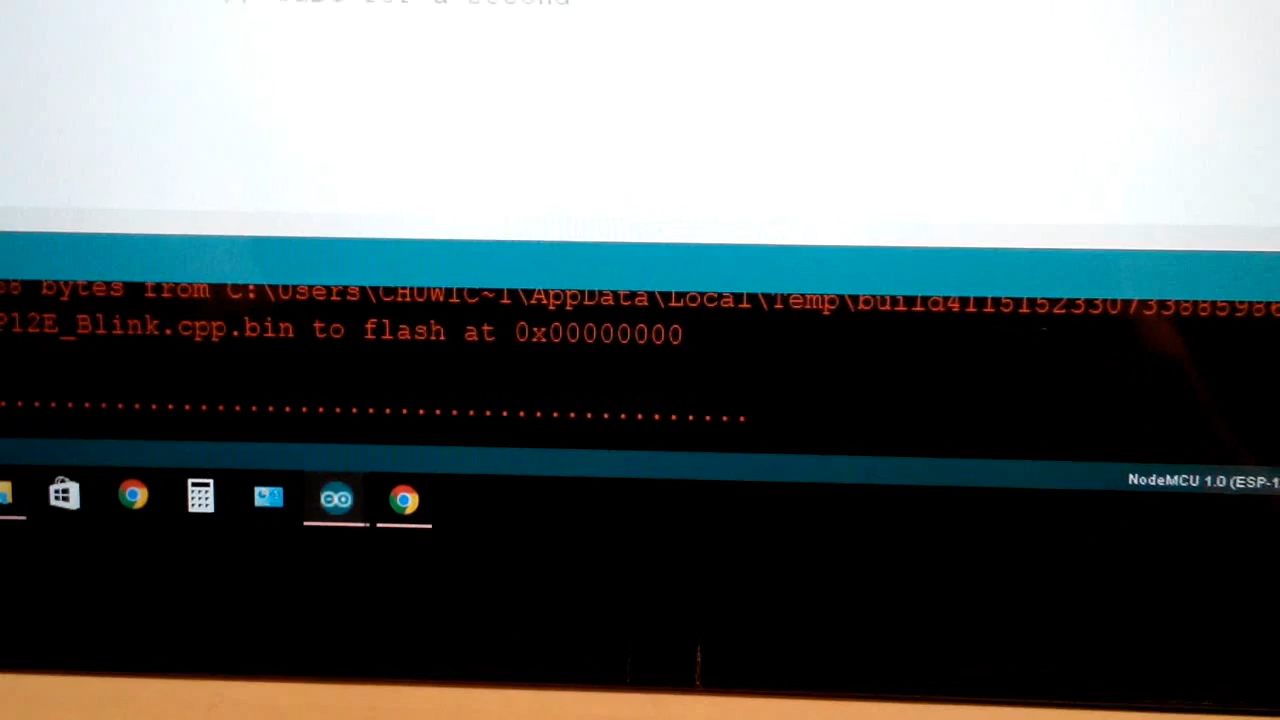 bytes from C:\Users\CHUWIC~1\AppData\Local\Temp\build4115152330733885986
P12E_Blink.cpp.bin to flash at 0x00000000
.............................................
NodeMCU 1.0 (ESP-1